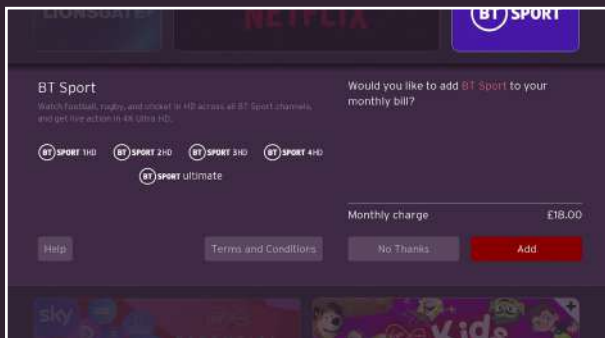 LIONSGATE+
NETFLIX
BT SPORT
BT Sport
Watch football, rugby, and cricket in HD across all BT Sport channels,
and get live action in 4K Ultra HD.
BT SPORT 1HD BT SPORT 2HD BT SPORT 3HD BT SPORT 4HD
BT SPORT ultimate
Would you like to add BT Sport to your
monthly bill?
Monthly charge £18.00
Help Terms and Conditions No Thanks Add
sky
Kids